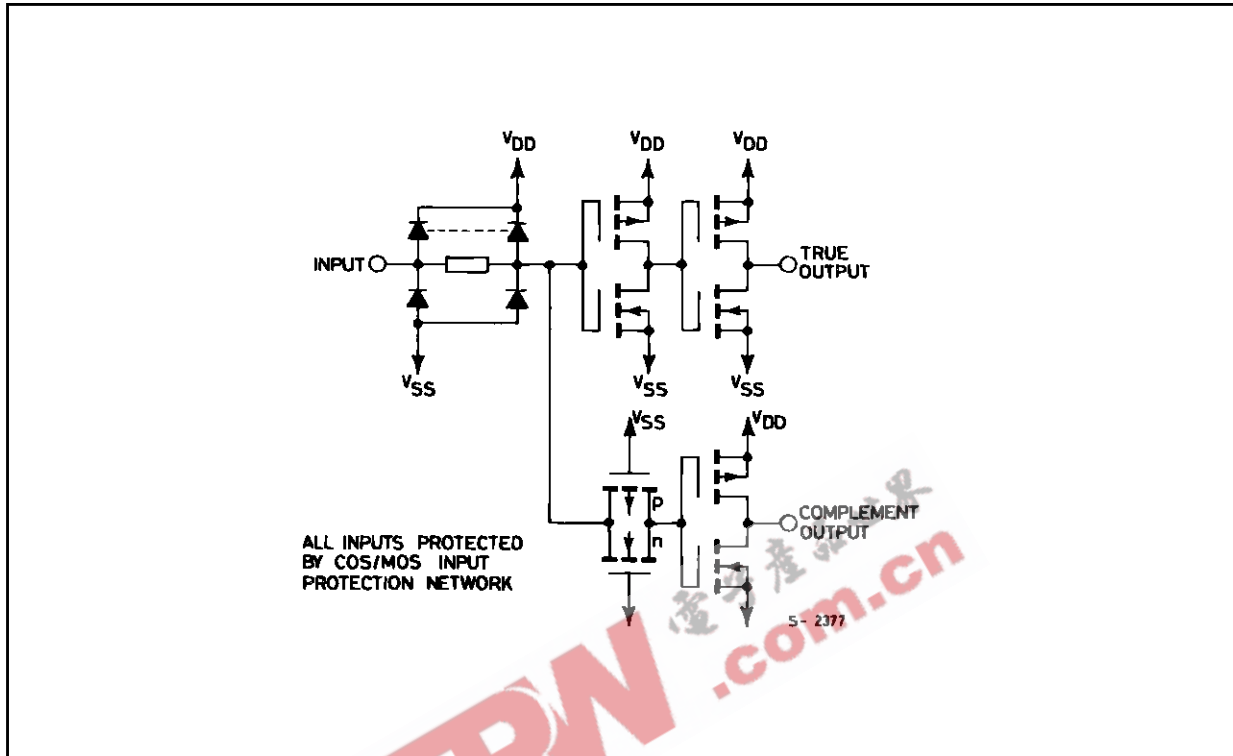 VDD
VDD
VDD
INPUT
TRUE
OUTPUT
VSS
VSS
VSS
VSS
VDD
p
n
COMPLEMENT
OUTPUT
ALL INPUTS PROTECTED
BY COS/MOS INPUT
PROTECTION NETWORK
S- 2377
.com.cn